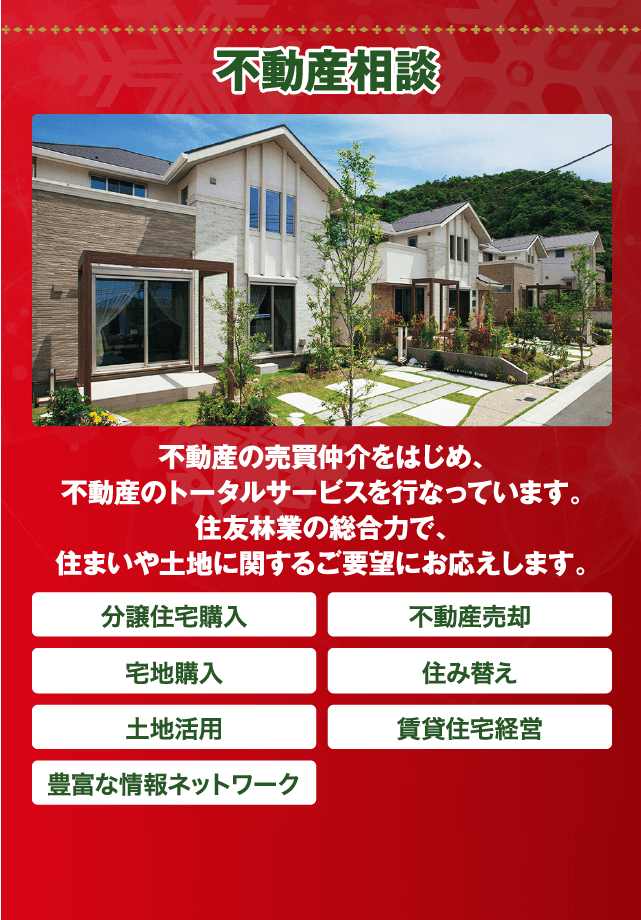 不動産相談
不動産の売買仲介をはじめ、
不動産のトータルサービスを行なっています。
住友林業の総合力で、
住まいや土地に関するご要望にお応えします。
分譲住宅購入
不動産売却
宅地購入
住み替え
土地活用
賃貸住宅経営
豊富な情報ネットワーク